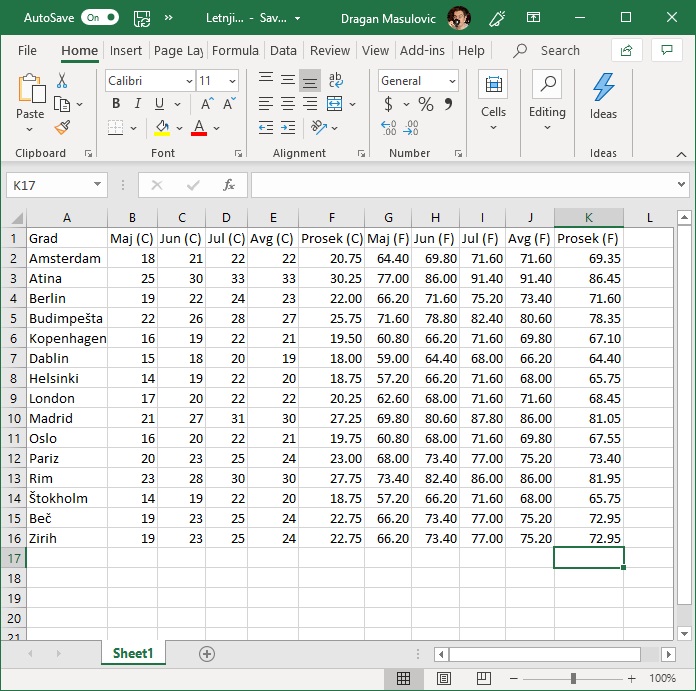 AutoSave On » Letnji... - Sav... Dragan Masulovic
File Home Insert Page Lay Formula Data Review View Add-ins Help Search
Paste Calibri 11 B I U A A ab General $ % 9 .00 .00 Cells Editing Ideas
Clipboard Font Alignment Number Ideas
K17 fx
A B C D E F G H I J K L
1 Grad Maj (C) Jun (C) Jul (C) Avg (C) Prosek (C) Maj (F) Jun (F) Jul (F) Avg (F) Prosek (F)
2 Amsterdam 18 21 22 22 20.75 64.40 69.80 71.60 71.60 69.35
3 Atina 25 30 33 33 30.25 77.00 86.00 91.40 91.40 86.45
4 Berlin 19 22 24 23 22.00 66.20 71.60 75.20 73.40 71.60
5 Budimpešta 22 26 28 27 25.75 71.60 78.80 82.40 80.60 78.35
6 Kopenhagen 16 19 22 21 19.50 60.80 66.20 71.60 69.80 67.10
7 Dablin 15 18 20 19 18.00 59.00 64.40 68.00 66.20 64.40
8 Helsinki 14 19 22 20 18.75 57.20 66.20 71.60 68.00 65.75
9 London 17 20 22 22 20.25 62.60 68.00 71.60 71.60 68.45
10 Madrid 21 27 31 30 27.25 69.80 80.60 87.80 86.00 81.05
11 Oslo 16 20 22 21 19.75 60.80 68.00 71.60 69.80 67.55
12 Pariz 20 23 25 24 23.00 68.00 73.40 77.00 75.20 73.40
13 Rim 23 28 30 30 27.75 73.40 82.40 86.00 86.00 81.95
14 Štokholm 14 19 22 20 18.75 57.20 66.20 71.60 68.00 65.75
15 Beč 19 23 25 24 22.75 66.20 73.40 77.00 75.20 72.95
16 Zirih 19 23 25 24 22.75 66.20 73.40 77.00 75.20 72.95
17
18
19
20
21
Sheet1
100%